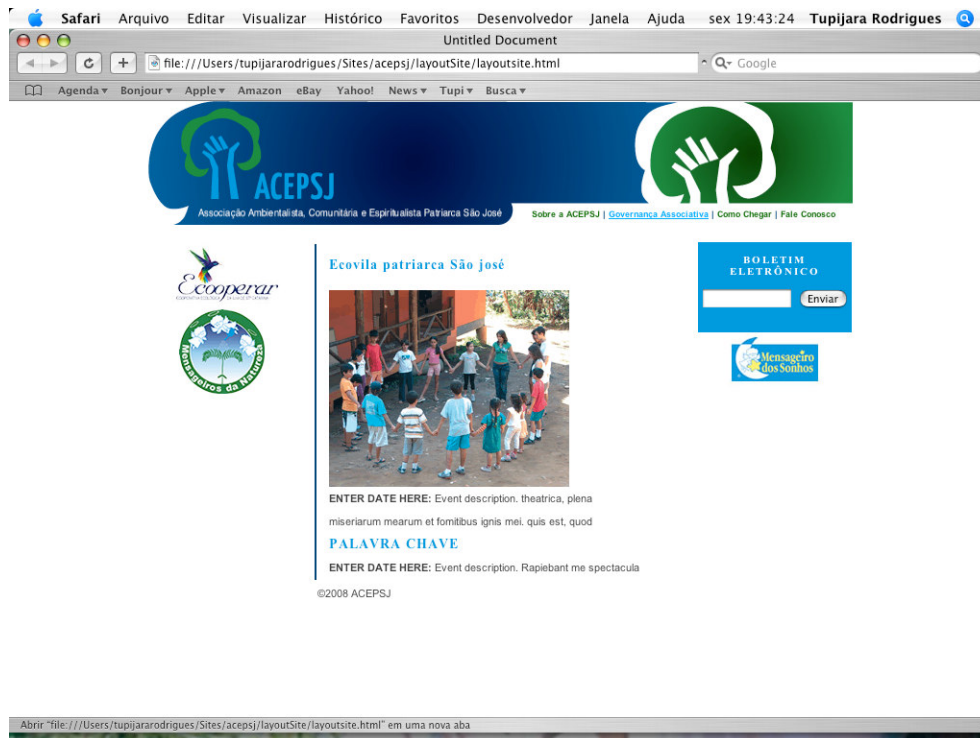 Safari Arquivo Editar Visualizar Histórico Favoritos Desenvolvedor Janela Ajuda sex 19:43:24 Tupijara Rodrigues
Untitled Document
file:///Users/tupijararodrigues/Sites/acepsj/layoutSite/layoutsite.html
Google
Agenda Bonjour Apple Amazon eBay Yahoo! News Tupi Busca
ACEPSJ
Associação Ambientalista, Comunitária e Espiritualista Patriarca São José
Sobre a ACEPSJ | Governança Associativa | Como Chegar | Fale Conosco
Ecooperar
Mensageiros da Natureza
Ecovila patriarca São josé
ENTER DATE HERE: Event description. theatrica, plena
miseriarum mearum et fomitibus ignis mei. quis est, quod
PALAVRA CHAVE
ENTER DATE HERE: Event description. Rapiebant me spectacula
©2008 ACEPSJ
BOLETIM
ELETRÔNICO
Enviar
Mensageiro
dos Sonhos
Abrir "file:///Users/tupijararodrigues/Sites/acepsj/layoutSite/layoutsite.html" em uma nova aba